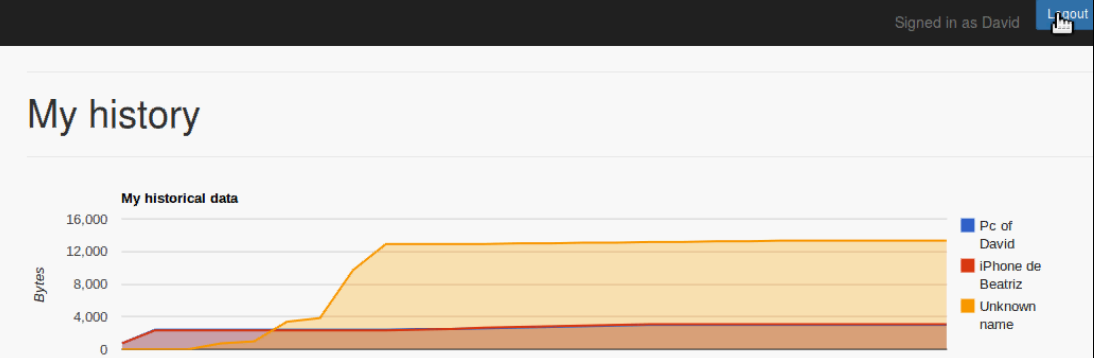 Signed in as David
Logout
My history
My historical data
16,000
12,000
8,000
4,000
0
Bytes
Pc of
David
iPhone de
Beatriz
Unknown
name